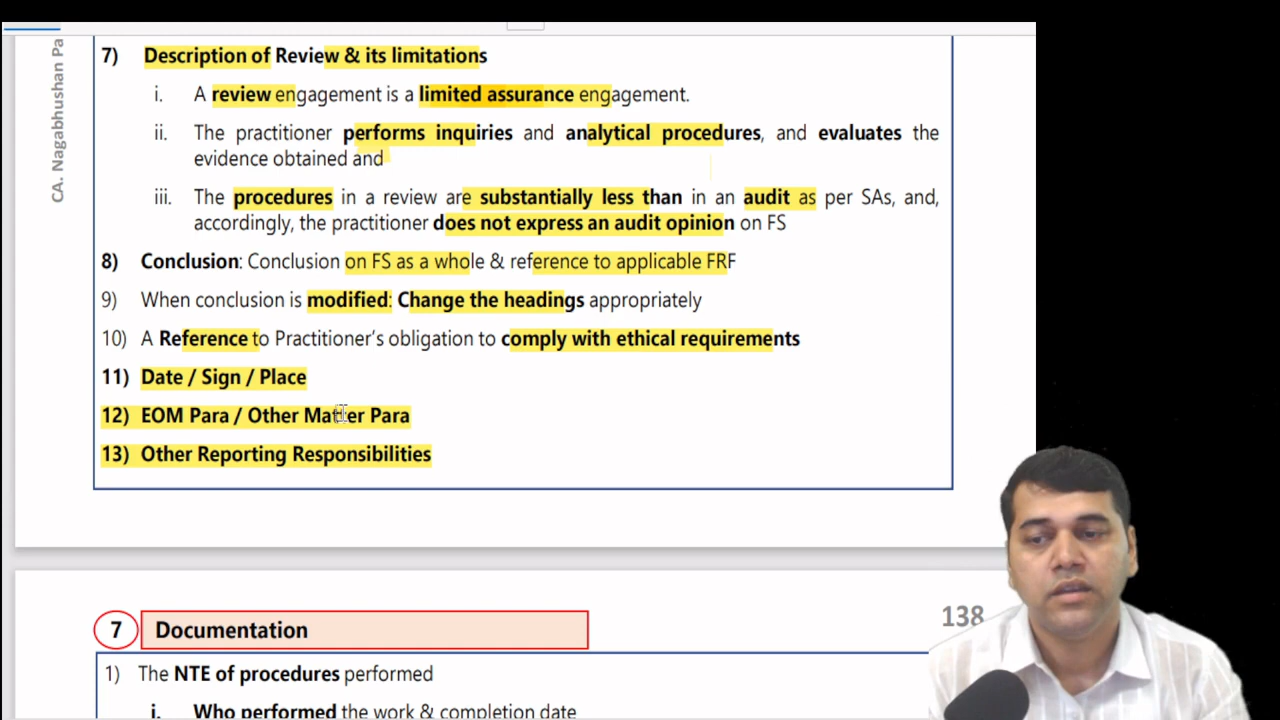 CA. Nagabhushan Pa
7) Description of Review & its limitations
i. A review engagement is a limited assurance engagement.
ii. The practitioner performs inquiries and analytical procedures, and evaluates the
evidence obtained and
iii. The procedures in a review are substantially less than in an audit as per SAs, and,
accordingly, the practitioner does not express an audit opinion on FS
8) Conclusion: Conclusion on FS as a whole & reference to applicable FRF
9) When conclusion is modified: Change the headings appropriately
10) A Reference to Practitioner's obligation to comply with ethical requirements
11) Date / Sign / Place
12) EOM Para / Other Matter Para
13) Other Reporting Responsibilities
138
7 Documentation
1) The NTE of procedures performed
i. Who performed the work & completion date